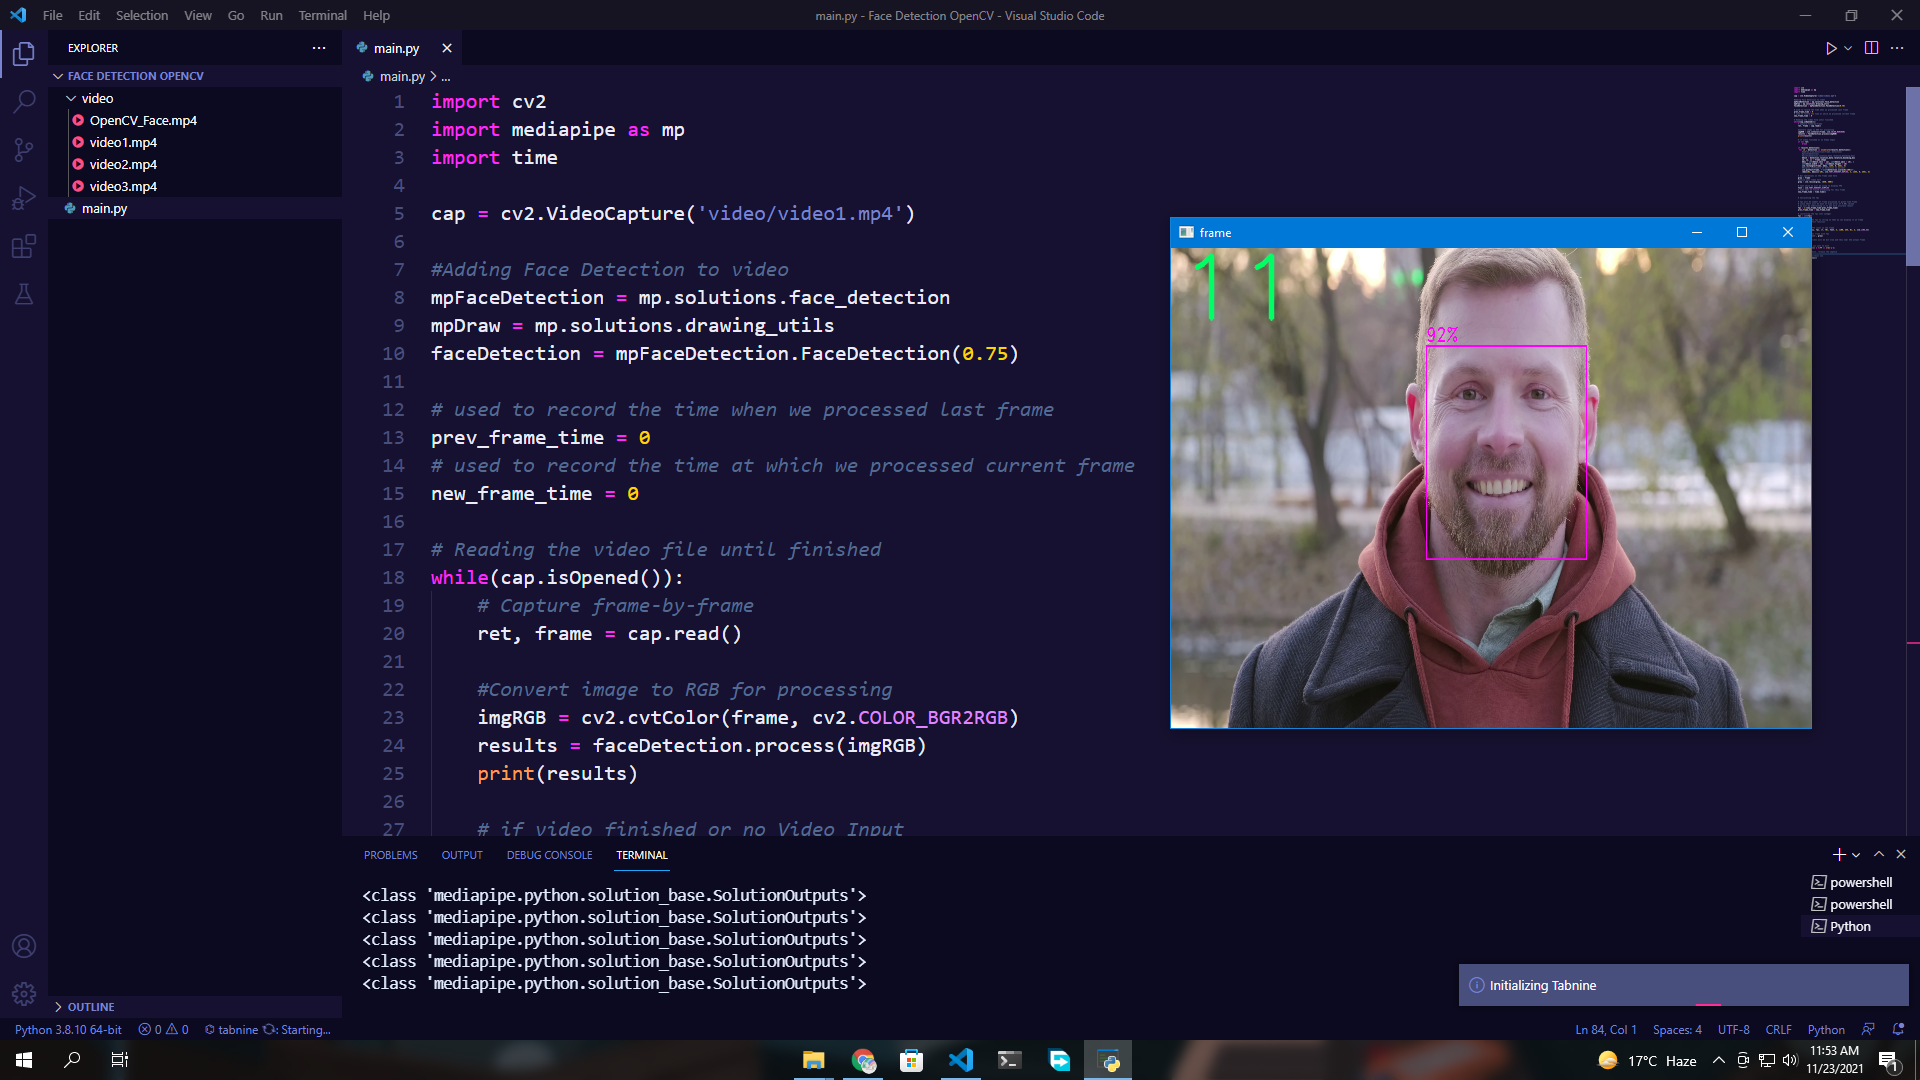 File Edit Selection View Go Run Terminal Help
main.py - Face Detection OpenCV - Visual Studio Code
EXPLORER
FACE DETECTION OPENCV
video
OpenCV_Face.mp4
video1.mp4
video2.mp4
video3.mp4
main.py
OUTLINE
main.py
main.py > ...
1 import cv2
2 import mediapipe as mp
3 import time
4
5 cap = cv2.VideoCapture('video/video1.mp4')
6
7 #Adding Face Detection to video
8 mpFaceDetection = mp.solutions.face_detection
9 mpDraw = mp.solutions.drawing_utils
10 faceDetection = mpFaceDetection.FaceDetection(0.75)
11
12 # used to record the time when we processed last frame
13 prev_frame_time = 0
14 # used to record the time at which we processed current frame
15 new_frame_time = 0
16
17 # Reading the video file until finished
18 while(cap.isOpened()):
19 # Capture frame-by-frame
20 ret, frame = cap.read()
21
22 #Convert image to RGB for processing
23 imgRGB = cv2.cvtColor(frame, cv2.COLOR_BGR2RGB)
24 results = faceDetection.process(imgRGB)
25 print(results)
26
27 # if video finished or no Video Input
frame
11
92%
PROBLEMS OUTPUT DEBUG CONSOLE TERMINAL
<class 'mediapipe.python.solution_base.SolutionOutputs'>
<class 'mediapipe.python.solution_base.SolutionOutputs'>
<class 'mediapipe.python.solution_base.SolutionOutputs'>
<class 'mediapipe.python.solution_base.SolutionOutputs'>
<class 'mediapipe.python.solution_base.SolutionOutputs'>
powershell
powershell
Python
Initializing Tabnine
Python 3.8.10 64-bit 0 0 tabnine : Starting...
Ln 84, Col 1 Spaces: 4 UTF-8 CRLF Python
17°C Haze
11:53 AM
11/23/2021
1